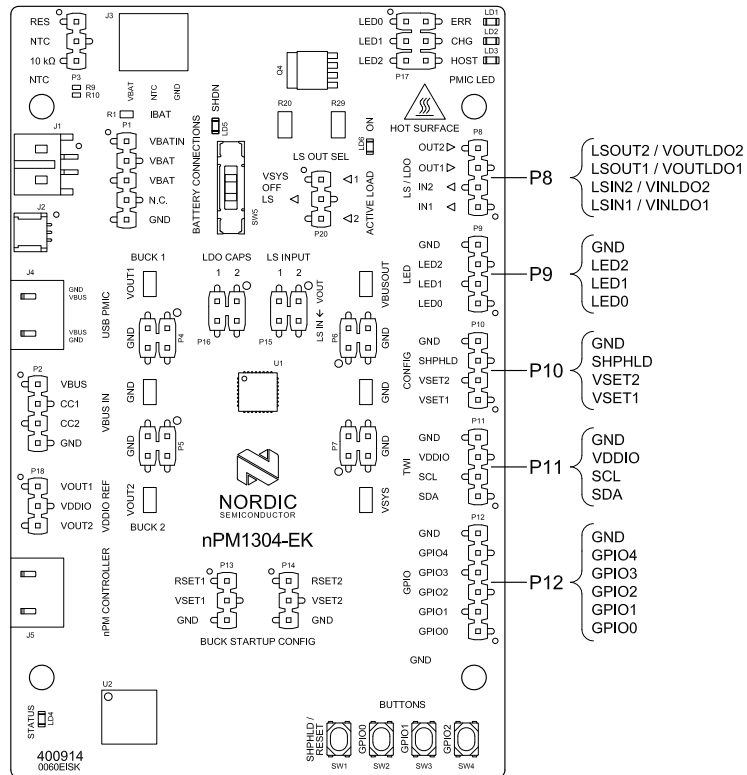 RES
NTC
10 kΩ
NTC
P3
R9
R10
J3
VBAT
NTC
GND
R1
IBAT
P1
VBATIN
VBAT
VBAT
N.C.
GND
BATTERY CONNECTIONS
J1
J2
SHDN
LD5
SW5
Q4
R20
R29
LS OUT SEL
VSYS
OFF
LS
1
2
P20
ON
LD6
ACTIVE LOAD
LED0
LED1
LED2
P17
ERR
CHG
HOST
LD1
LD2
LD3
PMIC LED
HOT SURFACE
P8
OUT2
OUT1
IN2
IN1
LS / LDO
P8
LSOUT2 / VOUTLDO2
LSOUT1 / VOUTLDO1
LSIN2 / VINLDO2
LSIN1 / VINLDO1
P9
GND
LED2
LED1
LED0
LED
P9
GND
LED2
LED1
LED0
J4
GND
VBUS
VBUS
GND
USB PMIC
BUCK 1
VOUT1
GND
P4
LDO CAPS
1 2
P16
LS INPUT
1 2
P15
LS IN ← VOUT
VBUSOUT
P6
GND
P10
GND
SHPHLD
VSET2
VSET1
CONFIG
P10
GND
SHPHLD
VSET2
VSET1
P2
VBUS
CC1
CC2
GND
VBUS IN
GND
U1
GND
GND
P5
P7
GND
P11
GND
VDDIO
SCL
SDA
TWI
P11
GND
VDDIO
SCL
SDA
P18
VOUT1
VDDIO
VOUT2
VDDIO REF
VOUT2
BUCK 2
NORDIC
SEMICONDUCTOR
VSYS
nPM1304-EK
P12
GND
GPIO4
GPIO3
GPIO2
GPIO1
GPIO0
GPIO
P12
GND
GPIO4
GPIO3
GPIO2
GPIO1
GPIO0
J5
nPM CONTROLLER
P13
RSET1
VSET1
GND
P14
RSET2
VSET2
GND
BUCK STARTUP CONFIG
GND
U2
STATUS
LD4
400914
0060EISK
BUTTONS
SHPHLD /
RESET
SW1
GPIO0
SW2
GPIO1
SW3
GPIO2
SW4